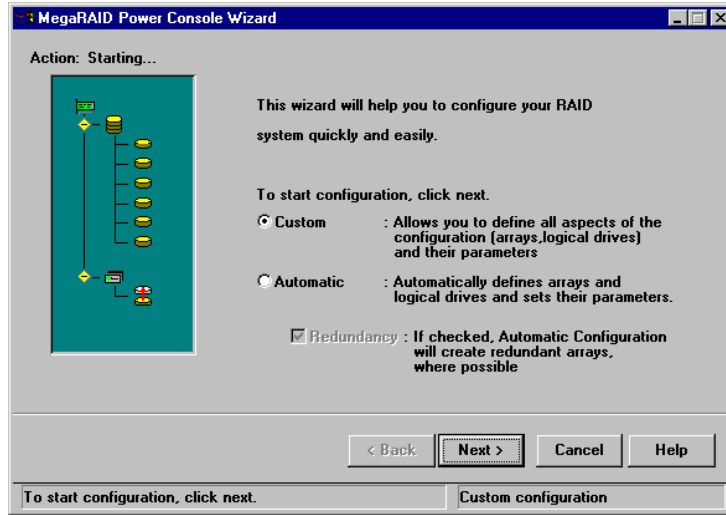 MegaRAID Power Console Wizard
Action: Starting...
This wizard will help you to configure your RAID
system quickly and easily.
To start configuration, click next.
Custom : Allows you to define all aspects of the
configuration (arrays,logical drives)
and their parameters
Automatic : Automatically defines arrays and
logical drives and sets their parameters.
Redundancy : If checked, Automatic Configuration
will create redundant arrays,
where possible
< Back Next > Cancel Help
To start configuration, click next. Custom configuration